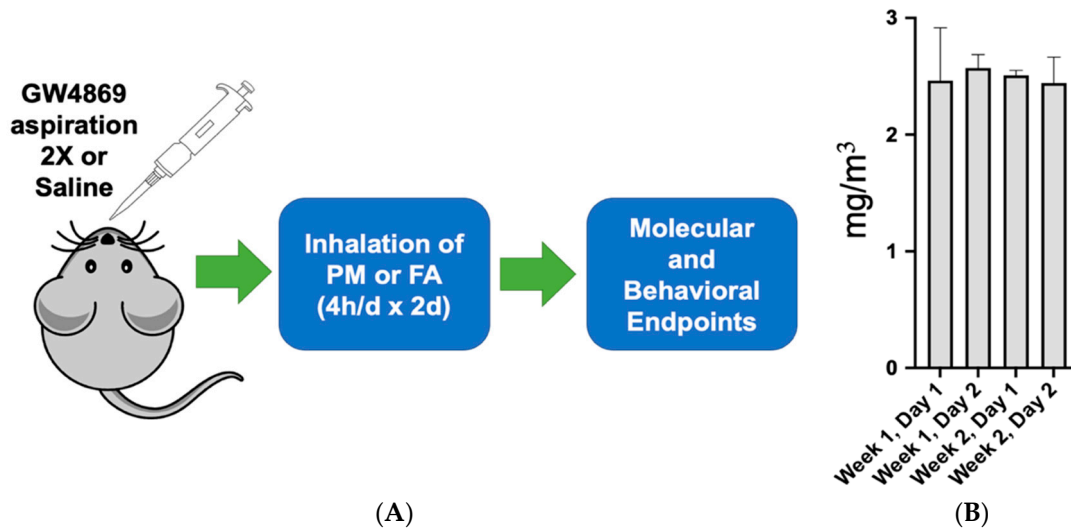 GW4869
aspiration
2X or
Saline
Inhalation of
PM or FA
(4h/d x 2d)
Molecular
and
Behavioral
Endpoints
(A)
mg/m³
3
2
1
0
Week 1, Day 1
Week 1, Day 2
Week 2, Day 1
Week 2, Day 2
(B)